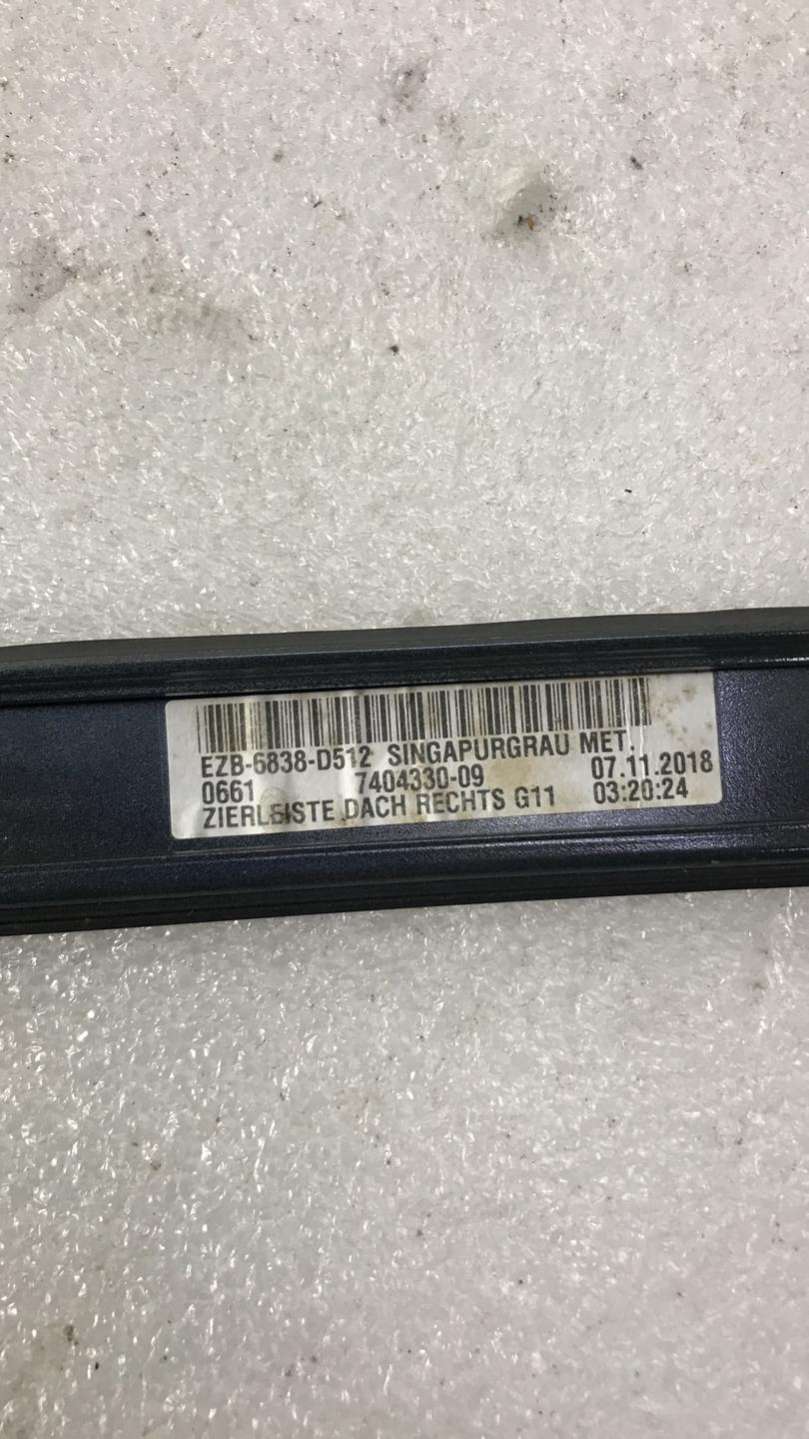 EZB-6838-D512 SINGAPURGRAU MET.
0661 7404330-09 07.11.2018
ZIERLEISTE DACH RECHTS G11 03:20:24